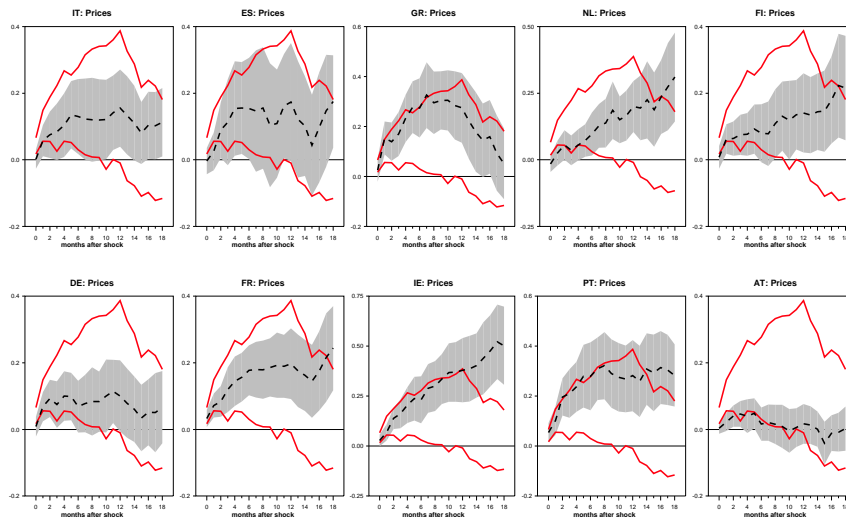 IT: Prices
ES: Prices
GR: Prices
NL: Prices
FI: Prices
0.4
0.2
0.0
-0.2
0 2 4 6 8 10 12 14 16 18
months after shock
0.4
0.2
0.0
-0.2
0 2 4 6 8 10 12 14 16 18
months after shock
0.6
0.4
0.2
0.0
-0.2
0 2 4 6 8 10 12 14 16 18
months after shock
0.50
0.25
0.00
-0.25
0 2 4 6 8 10 12 14 16 18
months after shock
0.4
0.2
0.0
-0.2
0 2 4 6 8 10 12 14 16 18
months after shock
DE: Prices
FR: Prices
IE: Prices
PT: Prices
AT: Prices
0.4
0.2
0.0
-0.2
0 2 4 6 8 10 12 14 16 18
months after shock
0.4
0.2
0.0
-0.2
0 2 4 6 8 10 12 14 16 18
months after shock
0.75
0.50
0.25
0.00
-0.25
0 2 4 6 8 10 12 14 16 18
months after shock
0.6
0.4
0.2
0.0
-0.2
0 2 4 6 8 10 12 14 16 18
months after shock
0.4
0.2
0.0
-0.2
0 2 4 6 8 10 12 14 16 18
months after shock